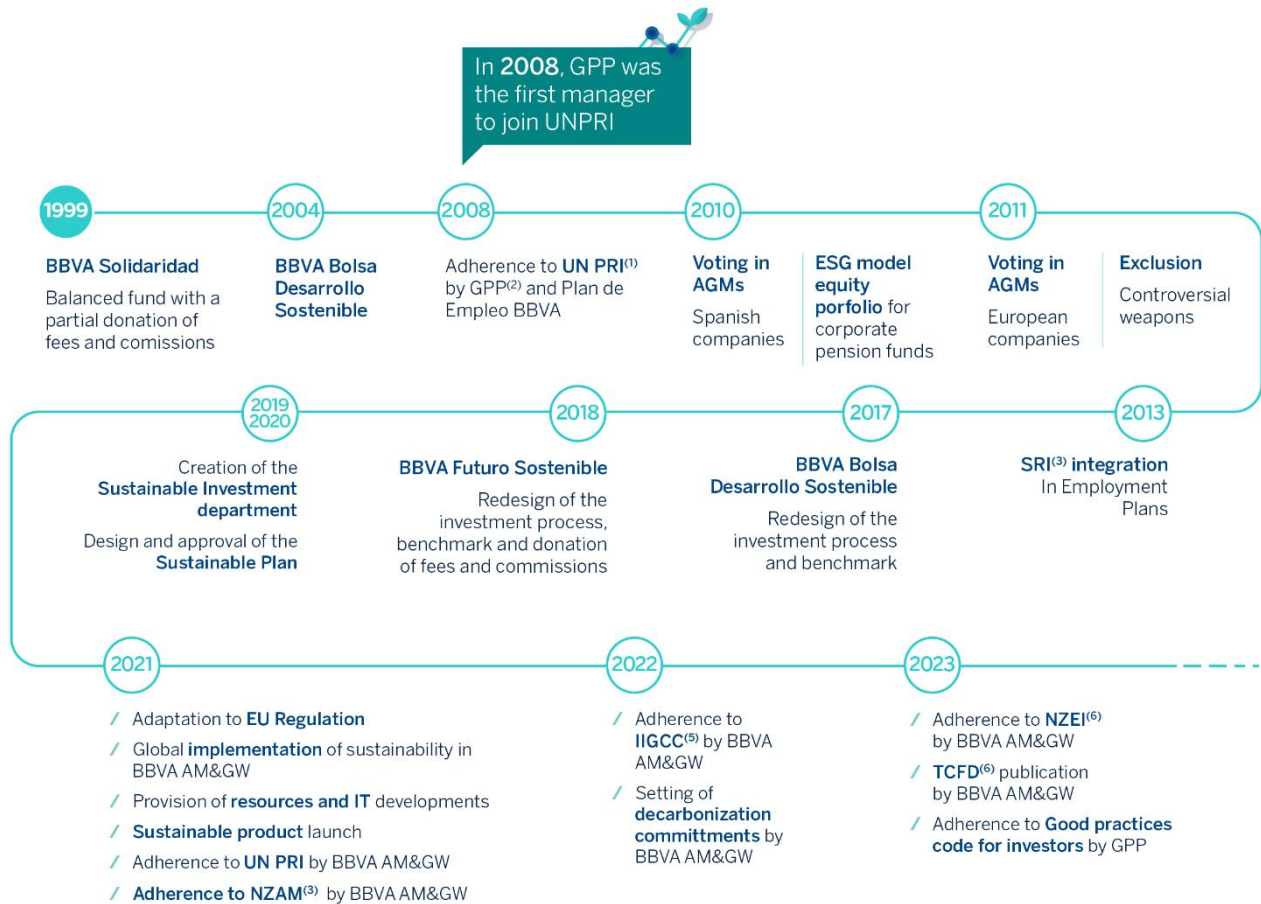 In 2008, GPP was
the first manager
to join UNPRI
1999
BBVA Solidaridad
Balanced fund with a
partial donation of
fees and comissions
2004
BBVA Bolsa
Desarrollo
Sostenible
2008
Adherence to UN PRI(1)
by GPP(2) and Plan de
Empleo BBVA
2010
Voting in
AGMs
Spanish
companies
ESG model
equity
porfolio for
corporate
pension funds
2011
Voting in
AGMs
European
companies
Exclusion
Controversial
weapons
2013
SRI(3) integration
In Employment
Plans
2017
BBVA Bolsa
Desarrollo Sostenible
Redesign of the
investment process
and benchmark
2018
BBVA Futuro Sostenible
Redesign of the
investment process,
benchmark and donation
of fees and commissions
2019
2020
Creation of the
Sustainable Investment
department
Design and approval of the
Sustainable Plan
2021
/ Adaptation to EU Regulation
/ Global implementation of sustainability in
BBVA AM&GW
/ Provision of resources and IT developments
/ Sustainable product launch
/ Adherence to UN PRI by BBVA AM&GW
/ Adherence to NZAM(3) by BBVA AM&GW
2022
/ Adherence to
IIGCC(5) by BBVA
AM&GW
/ Setting of
decarbonization
committments by
BBVA AM&GW
2023
/ Adherence to NZEI(6)
by BBVA AM&GW
/ TCFD(6) publication
by BBVA AM&GW
/ Adherence to Good practices
code for investors by GPP